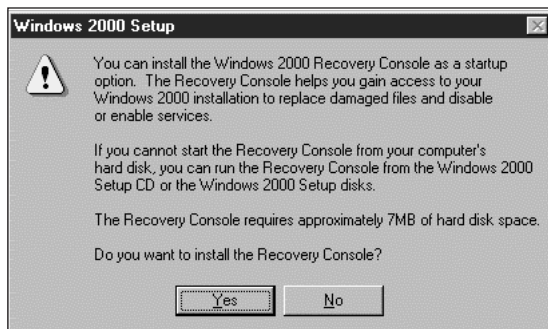 Windows 2000 Setup
You can install the Windows 2000 Recovery Console as a startup
option. The Recovery Console helps you gain access to your
Windows 2000 installation to replace damaged files and disable
or enable services.
If you cannot start the Recovery Console from your computer's
hard disk, you can run the Recovery Console from the Windows 2000
Setup CD or the Windows 2000 Setup disks.
The Recovery Console requires approximately 7MB of hard disk space.
Do you want to install the Recovery Console?
Yes
No